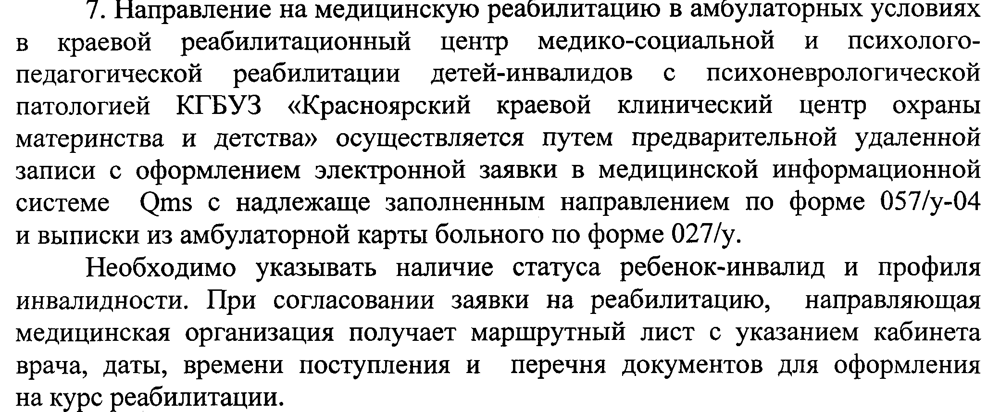 7. Направление на медицинскую реабилитацию в амбулаторных условиях
в краевой реабилитационный центр медико-социальной и психолого-
педагогической реабилитации детей-инвалидов с психоневрологической
патологией КГБУЗ «Красноярский краевой клинический центр охраны
материнства и детства» осуществляется путем предварительной удаленной
записи с оформлением электронной заявки в медицинской информационной
системе Qms с надлежаще заполненным направлением по форме 057/у-04
и выписки из амбулаторной карты больного по форме 027/у.
Необходимо указывать наличие статуса ребенок-инвалид и профиля
инвалидности. При согласовании заявки на реабилитацию, направляющая
медицинская организация получает маршрутный лист с указанием кабинета
врача, даты, времени поступления и перечня документов для оформления
на курс реабилитации.